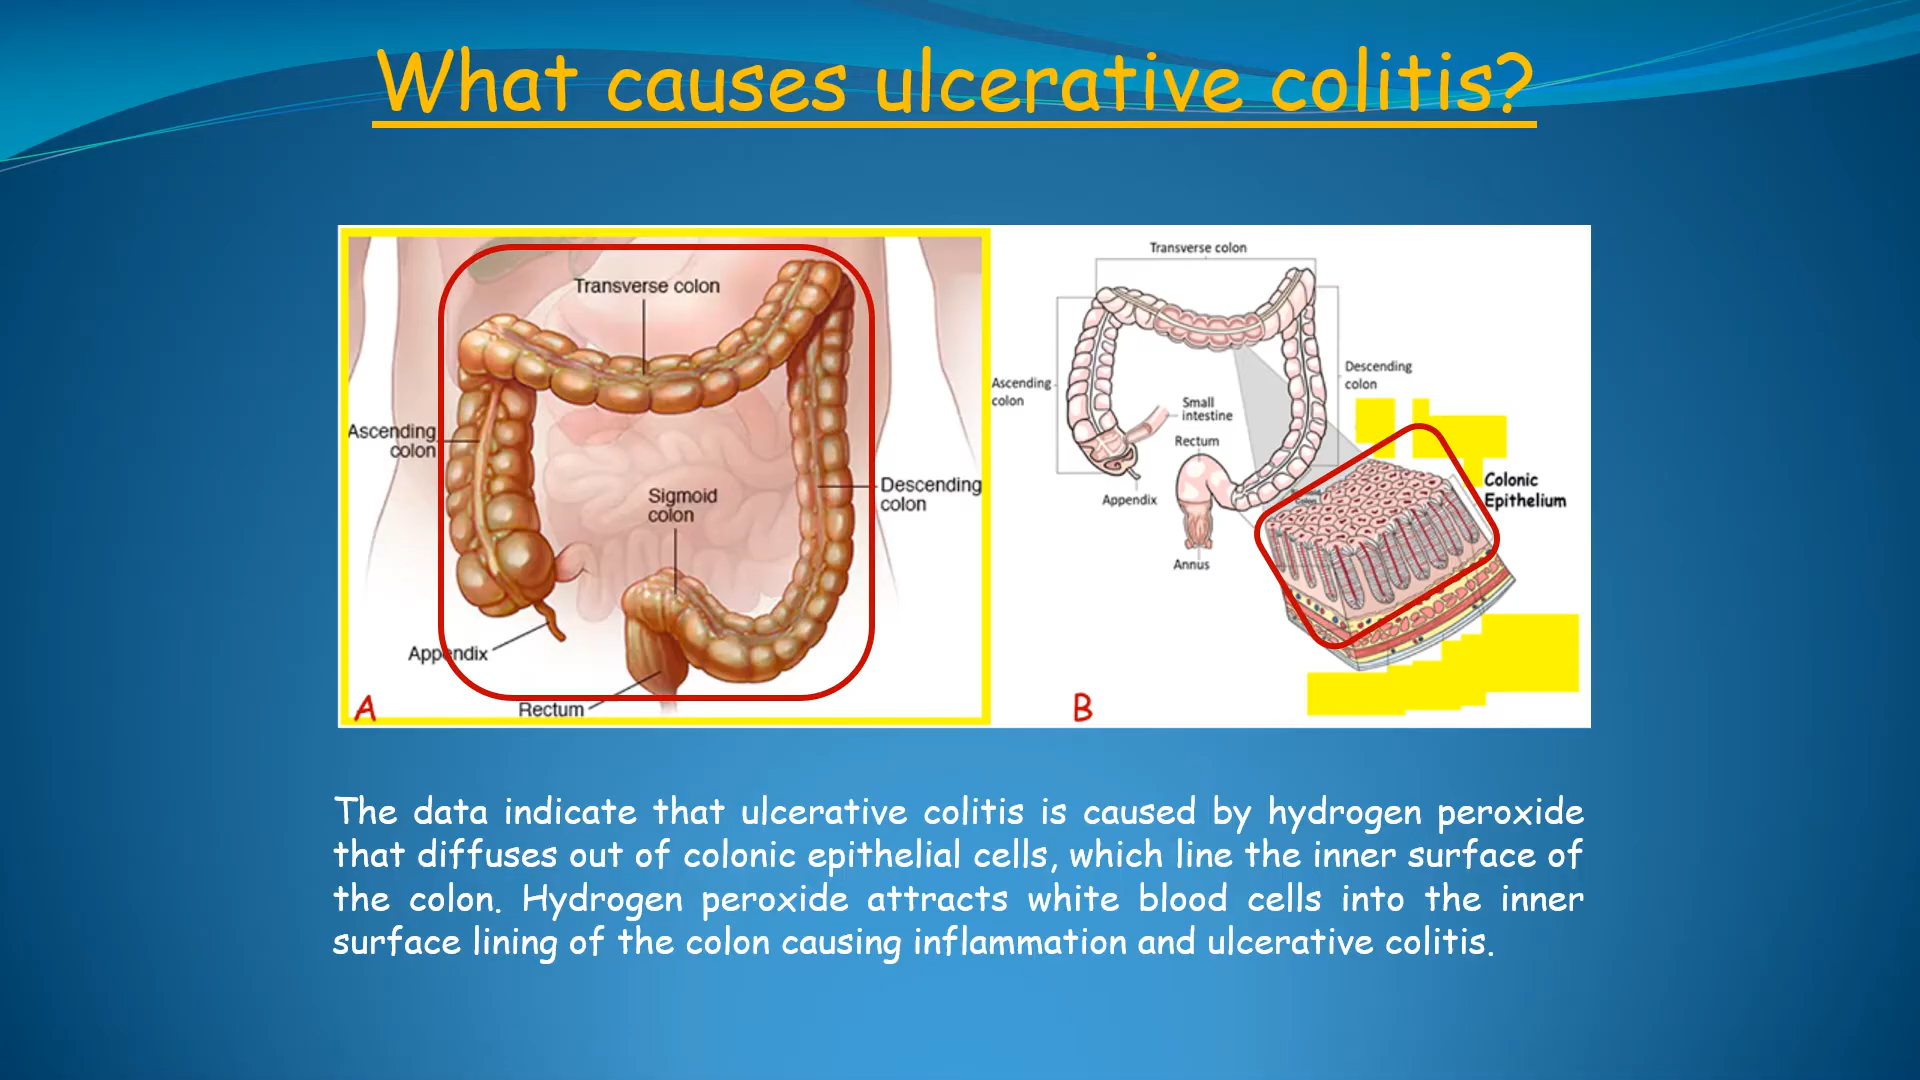 What causes ulcerative colitis?
Transverse colon
Ascending
colon
Sigmoid
colon
Descending
colon
Appendix
Rectum
A
Transverse colon
Ascending
colon
Descending
colon
Small
intestine
Rectum
Appendix
Annus
Colonic
Epithelium
B
The data indicate that ulcerative colitis is caused by hydrogen peroxide
that diffuses out of colonic epithelial cells, which line the inner surface of
the colon. Hydrogen peroxide attracts white blood cells into the inner
surface lining of the colon causing inflammation and ulcerative colitis.